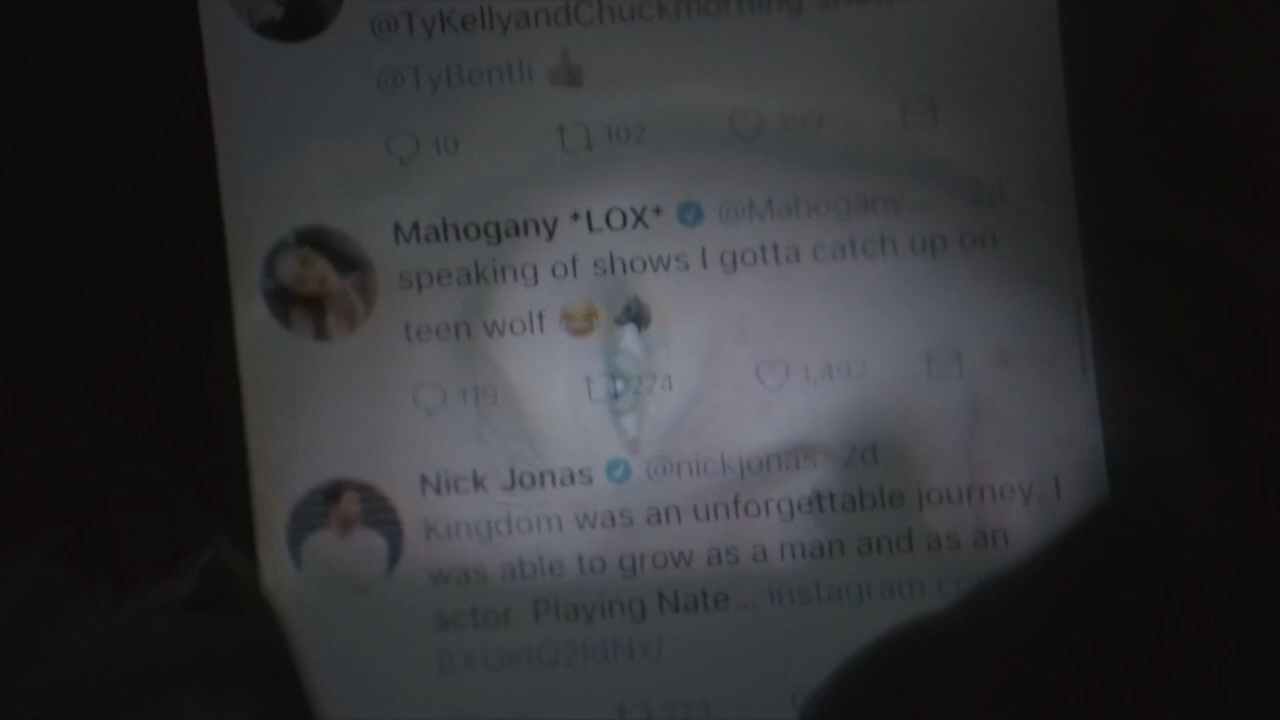 @TyKellyandChuckmorning
@TyBentli 👍
10 102
Mahogany *LOX* @Mahogany...
speaking of shows I gotta catch up on
teen wolf 😂 🐺
119 224 1,492
Nick Jonas @nickjonas · 2d
Kingdom was an unforgettable journey. I
was able to grow as a man and as an
actor. Playing Nate... instagram.co